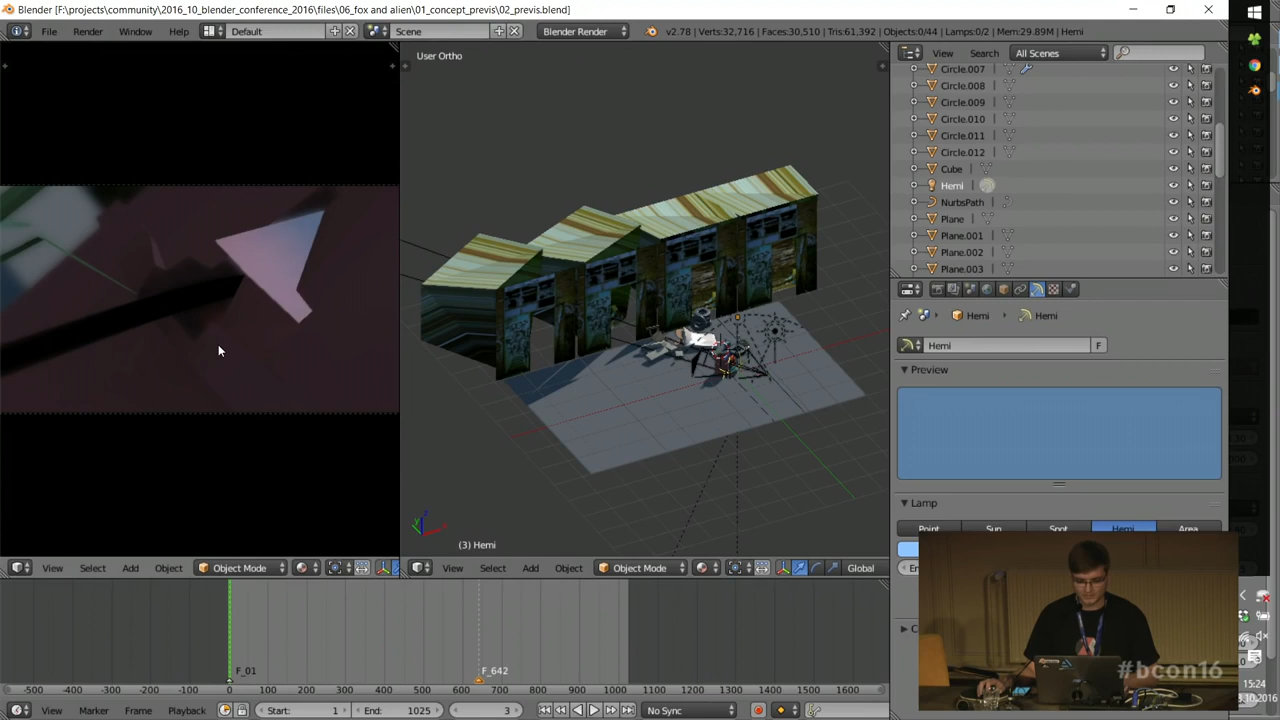 Blender [F:\projects\community\2016_10_blender_conference_2016\files\06_fox and alien\01_concept_previs\02_previs.blend]
File Render Window Help Default Scene Blender Render v2.78 | Verts:32,716 | Faces:30,510 | Tris:61,392 | Objects:0/44 | Lamps:0/2 | Mem:29.89M | Hemi
User Ortho
View Search All Scenes
Circle.007
Circle.008
Circle.009
Circle.010
Circle.011
Circle.012
Cube
Hemi
NurbsPath
Plane
Plane.001
Plane.002
Plane.003
Hemi Hemi
Hemi F
Preview
Lamp
Point Sun Spot Hemi Area
(3) Hemi
View Select Add Object Object Mode
View Select Add Object Object Mode Global
F_01 F_642
-500 -400 -300 -200 -100 0 100 200 300 400 500 600 700 800 900 1000 1100 1200 1300 1400 1500 1600
View Marker Frame Playback Start: 1 End: 1025 3 No Sync
#bcon16
15:24